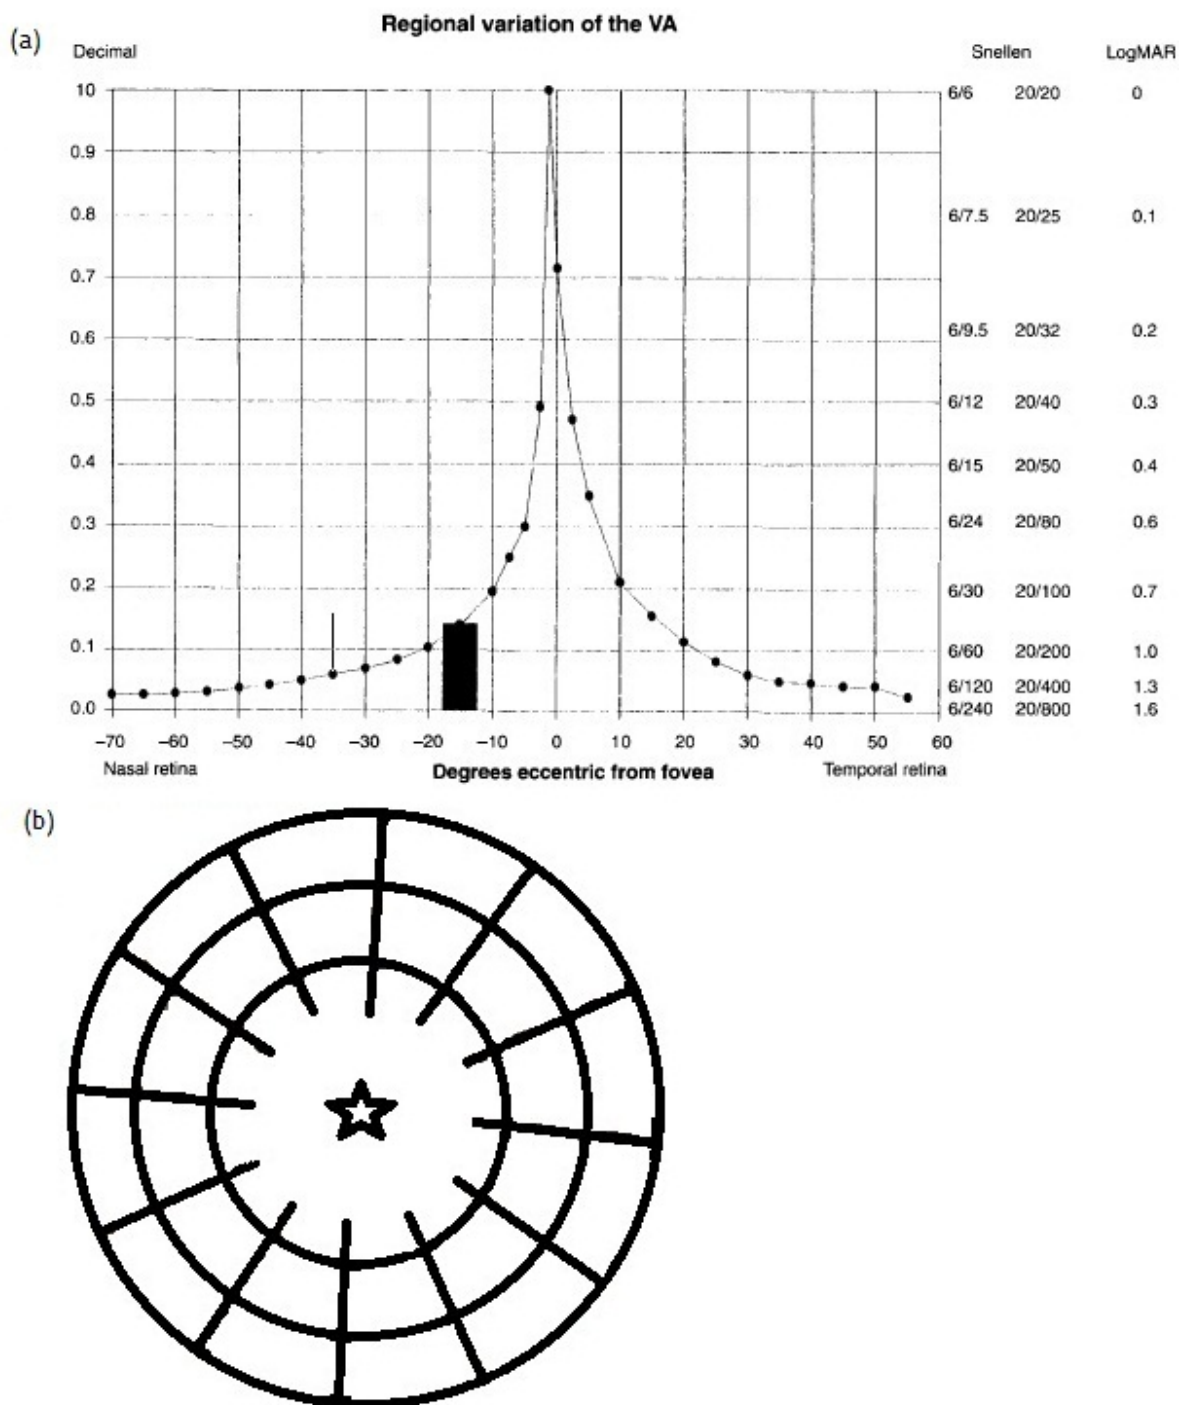 Regional variation of the VA
(a)
Decimal Snellen LogMAR
10 6/6 20/20 0
0.9
0.8 6/7.5 20/25 0.1
0.7
0.6 6/9.5 20/32 0.2
0.5 6/12 20/40 0.3
0.4 6/15 20/50 0.4
0.3 6/24 20/80 0.6
0.2 6/30 20/100 0.7
0.1 6/60 20/200 1.0
6/120 20/400 1.3
0.0 6/240 20/800 1.6
–70 –60 –50 –40 –30 –20 –10 0 10 20 30 40 50 60
Nasal retina Degrees eccentric from fovea Temporal retina
(b)